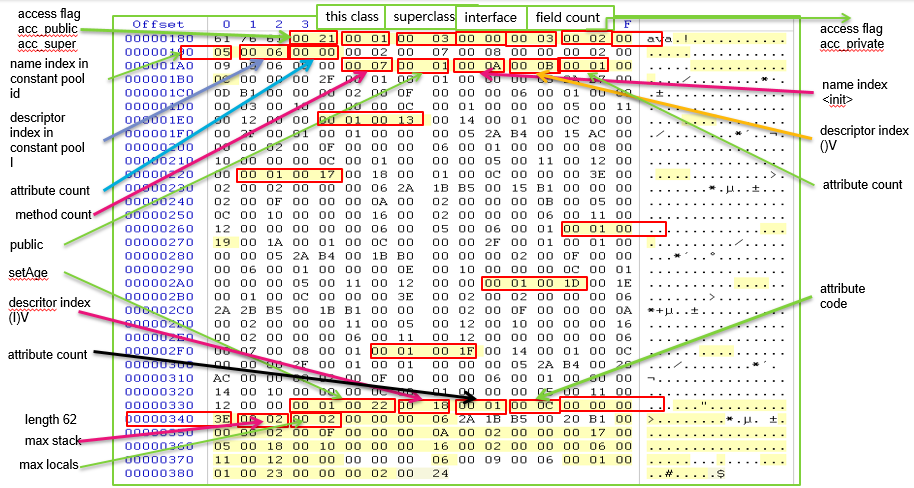 access flag
acc_public
acc_super
this class
superclass
interface
field count
access flag
acc_private
Offset 0 1 2 3 F
00000180 61 76 61 00 21 00 01 00 03 00 00 00 03 00 02 00 ava.!...........
00000190 05 00 06 00 00 00 02 00 07 00 08 00 00 00 02 00
000001A0 09 00 06 00 00 00 07 00 01 00 0A 00 0B 00 01 00
000001B0 00 00 2F 00 01 00 01 00
000001C0 B1 00 00 00 02 00 0F 00 00 00 06 00
000001D0 00 00 00 0C 00 01 00 00 00 05 00 11
000001E0 00 12 00 00 00 01 00 13 00 14 00 01 00 0C 00 00
000001F0 00 2F 00 01 00 01 00 00 00 05 2A B4 00 15 AC 00
00000200 00 00 02 00 0F 00 00 00 06 00 01 00 00 00 08 00
00000210 10 00 00 00 0C 00 01 00 00 00 05 00 11 00 12 00
00000220 00 00 01 00 17 00 18 00 01 00 0C 00 00 00 3E 00
00000230 02 00 02 00 00 00 06 2A 1B B5 00 15 B1 00 00 00
00000240 02 00 0F 00 00 00 0A 00 02 00 00 00 0B 00 05 00
00000250 0C 00 10 00 00 00 16 00 02 00 00 00 06 00 11 00
00000260 12 00 00 00 00 00 06 00 05 00 06 00 01 00 01 00
00000270 19 00 1A 00 01 00 0C 00 00 00 2F 00 01 00 01 00
00000280 00 00 05 2A B4 00 1B B0 00 00 00 02 00 0F 00 00
00000290 00 06 00 01 00 00 00 0E 00 10 00 00 00 0C 00 01
000002A0 00 00 00 05 00 11 00 12 00 00 00 01 00 1D 00 1E
000002B0 00 01 00 0C 00 00 00 3E 00 02 00 02 00 00 00 06
000002C0 2A 2B B5 00 1B B1 00 00 00 02 00 0F 00 00 00 0A
000002D0 00 02 00 00 00 11 00 05 00 12 00 10 00 00 00 16
000002E0 00 02 00 00 00 06 00 11 00 12 00 00 00 00 00
000002F0 07 00 08 00 01 00 01 00 1F 00 14 00 01 00 0C
00000300 00 2F 00 01 00 01 00 00 00 05 2A B4 00 20
00000310 AC 00 00 0F 00 00 00 06 00 01 00 00 00
00000320 14 00 10 00 00 00 05 00 11
00000330 12 00 00 00 01 00 22 00 18 00 01 00 0C 00 00 00
00000340 3E 00 02 00 02 00 00 00 06 2A 1B B5 00 20 B1 00
00000350 00 00 0F 00 00 00 0A 00 02 00 00 00 17 00
00000360 05 00 18 00 10 00 00 00 16 00 02 00 00 00 06 00
00000370 11 00 12 00 00 00 00 00 06 00 09 00 06 00 01 00
00000380 01 00 23 00 00 00 02 00 24 ..#.....$
name index in
constant pool
id
descriptor
index in
constant pool
I
attribute count
method count
public
setAge
descritor index
(I)V
attribute count
length 62
max stack
max locals
name index
<init>
descriptor index
()V
attribute count
attribute
code